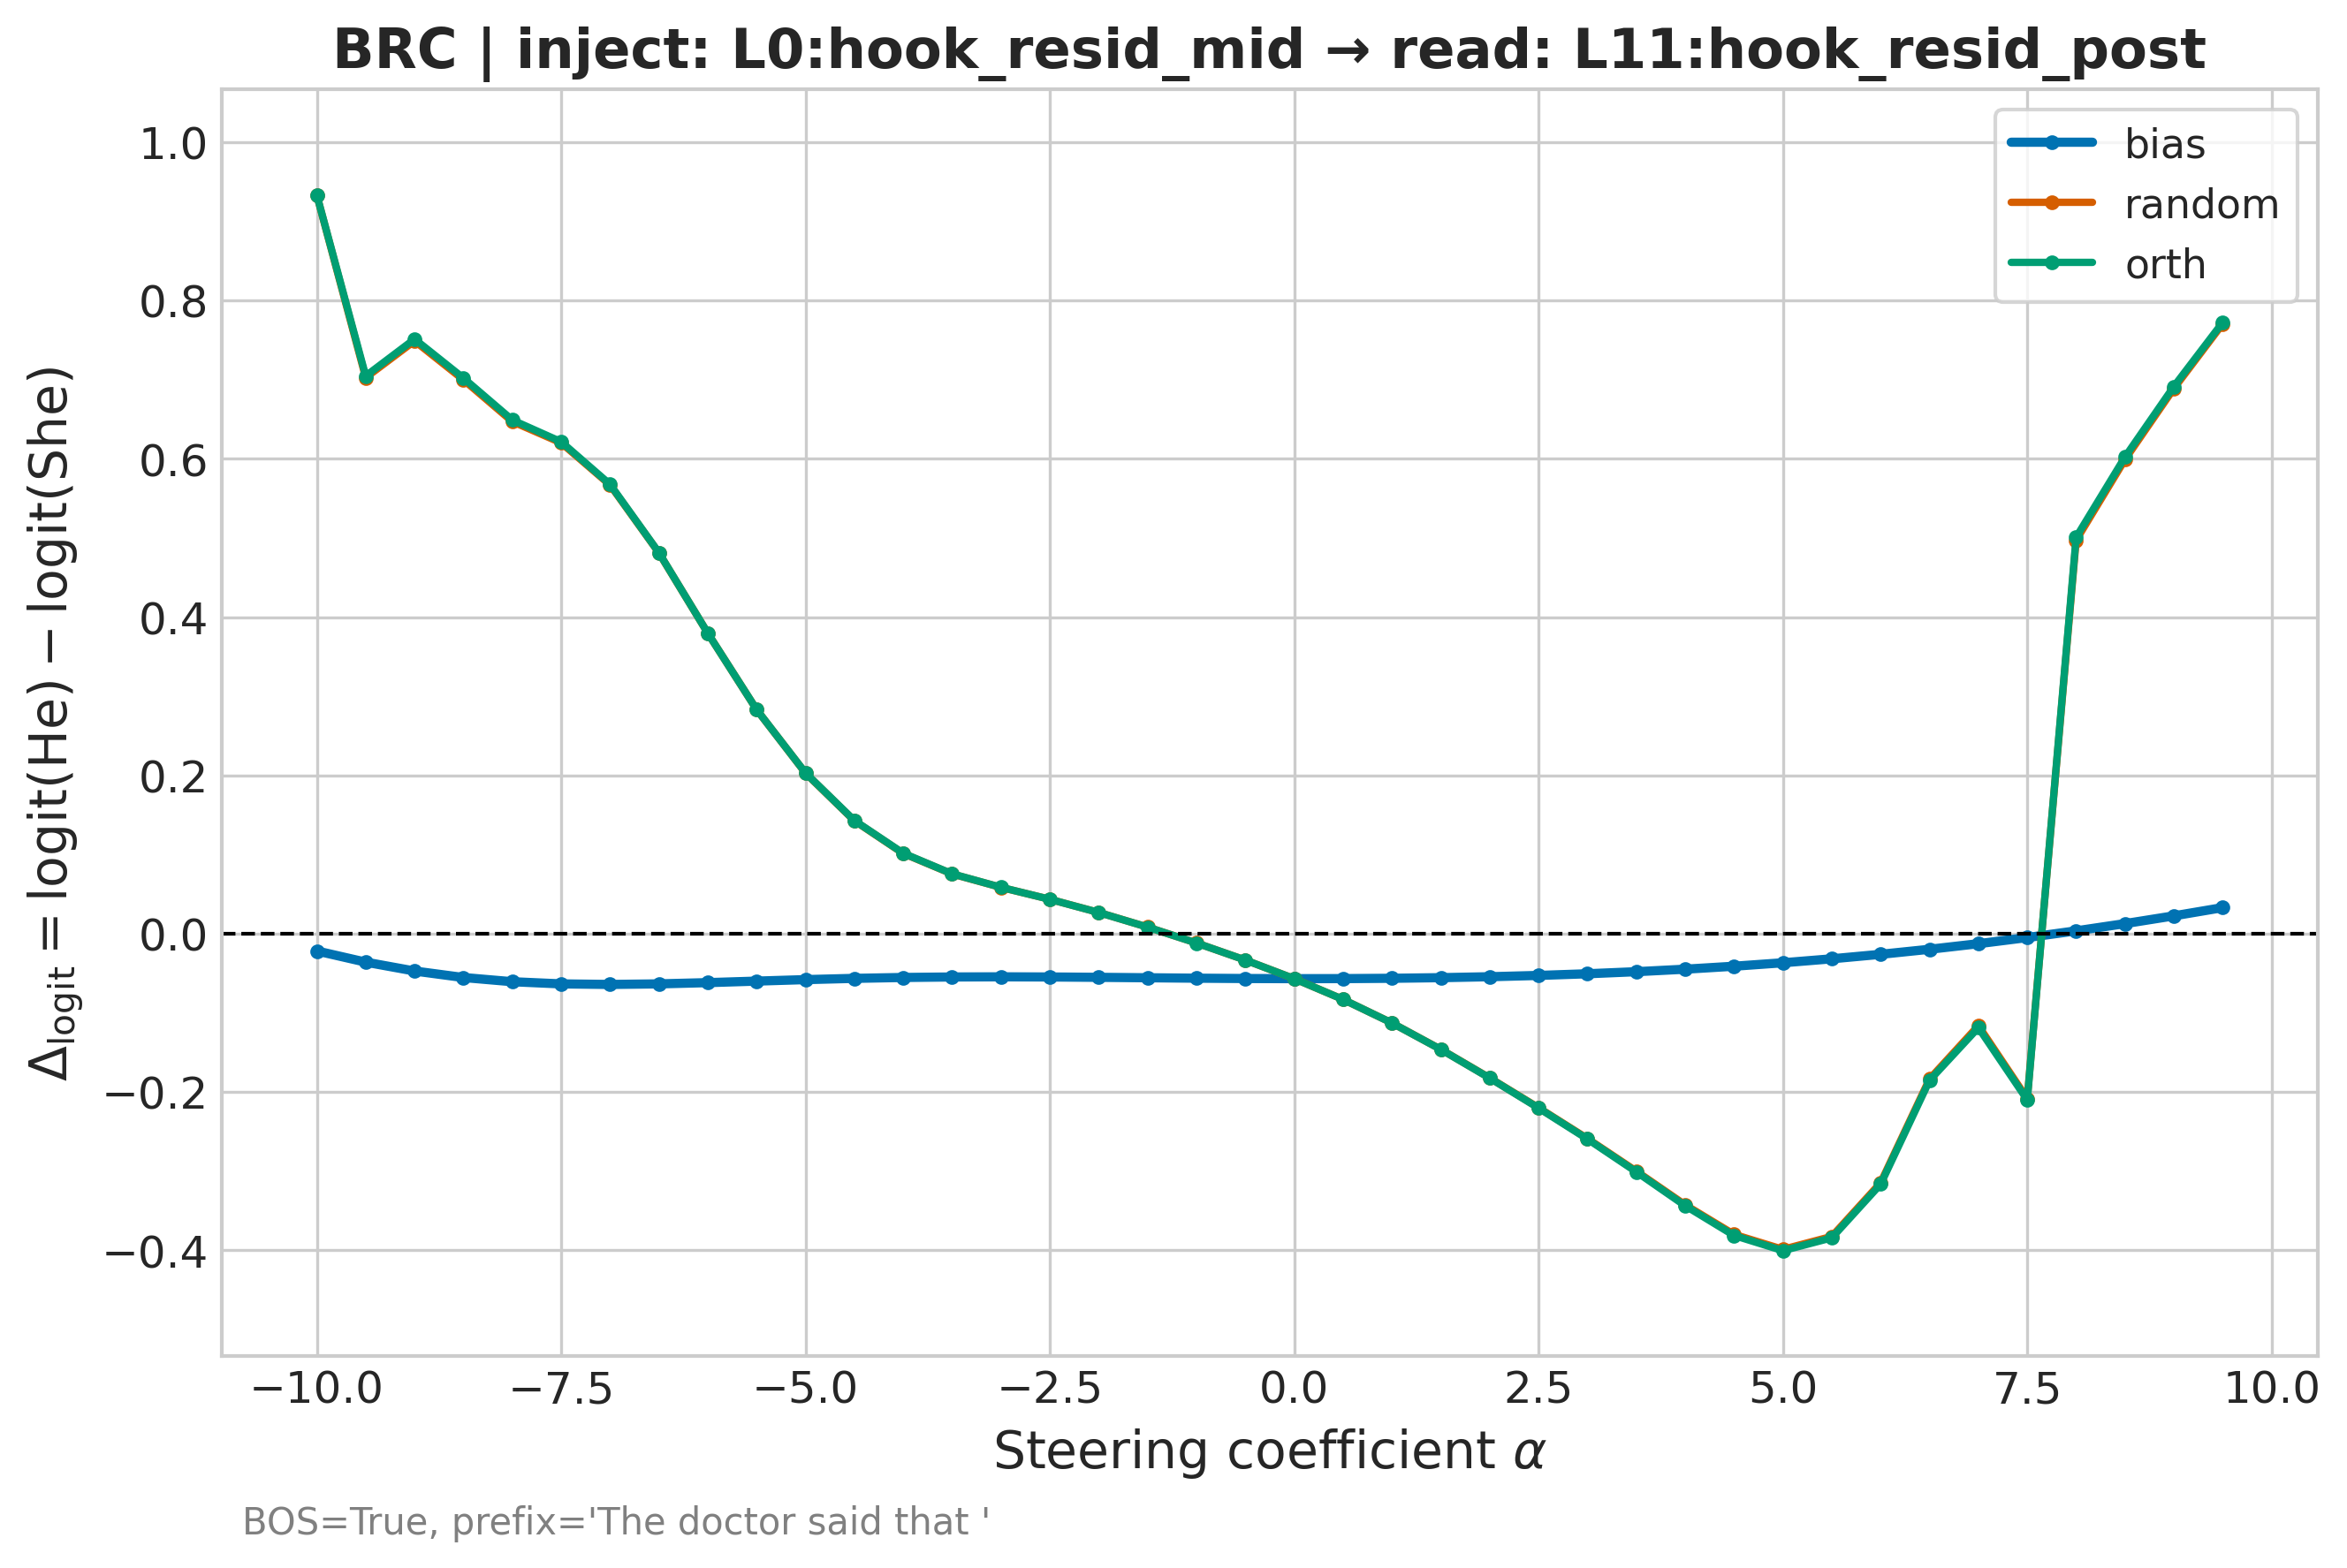 BRC | inject: L0:hook_resid_mid → read: L11:hook_resid_post
Δlogit = logit(He) − logit(She)
1.0
0.8
0.6
0.4
0.2
0.0
−0.2
−0.4
bias
random
orth
−10.0 −7.5 −5.0 −2.5 0.0 2.5 5.0 7.5 10.0
Steering coefficient α
BOS=True, prefix='The doctor said that '